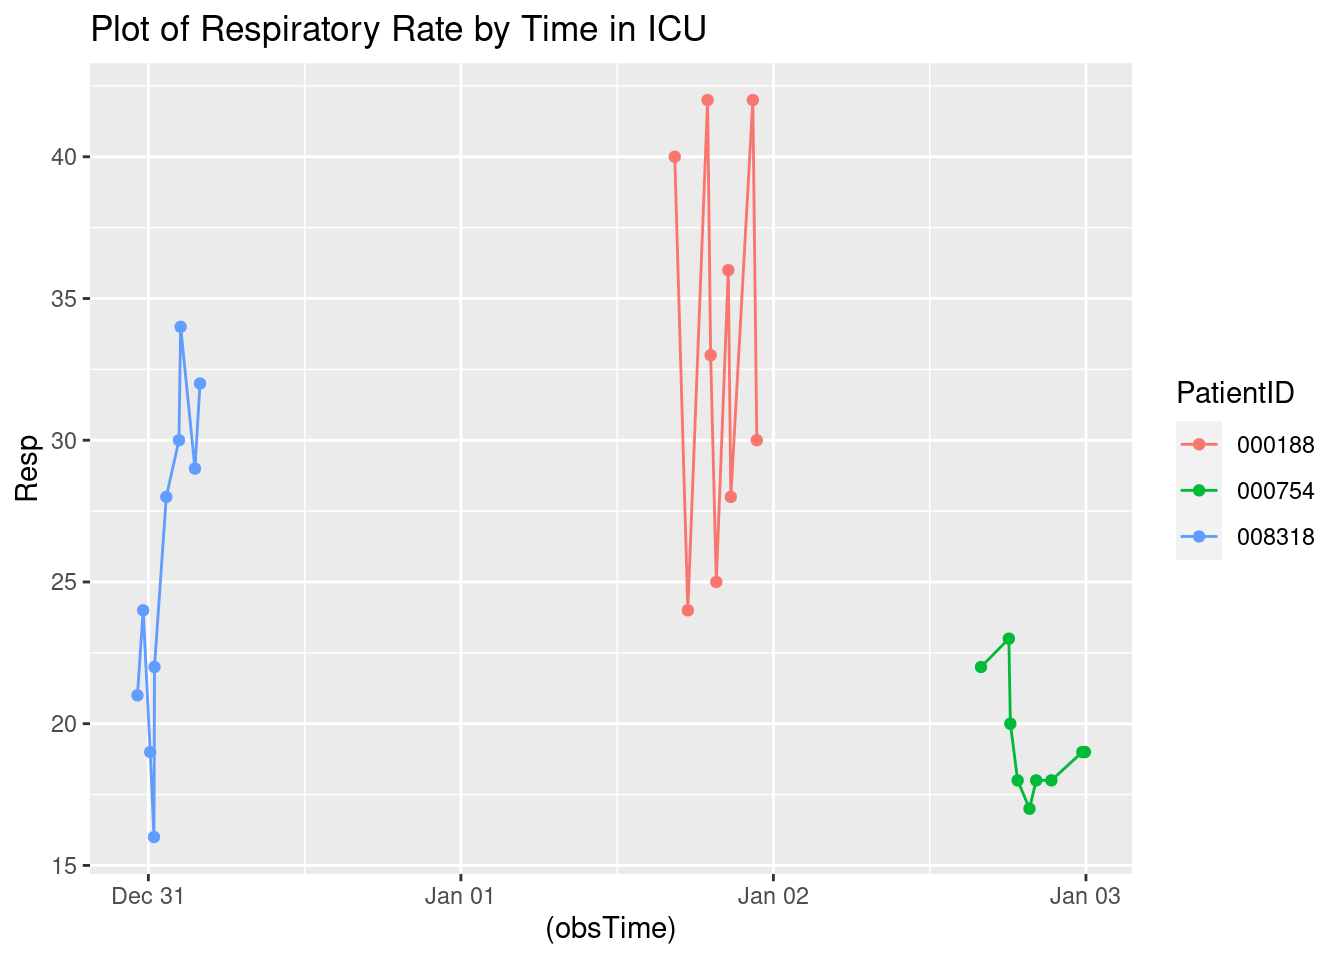 Plot of Respiratory Rate by Time in ICU
40
35
30
25
20
15
Resp
Dec 31 Jan 01 Jan 02 Jan 03
(obsTime)
PatientID
000188
000754
008318